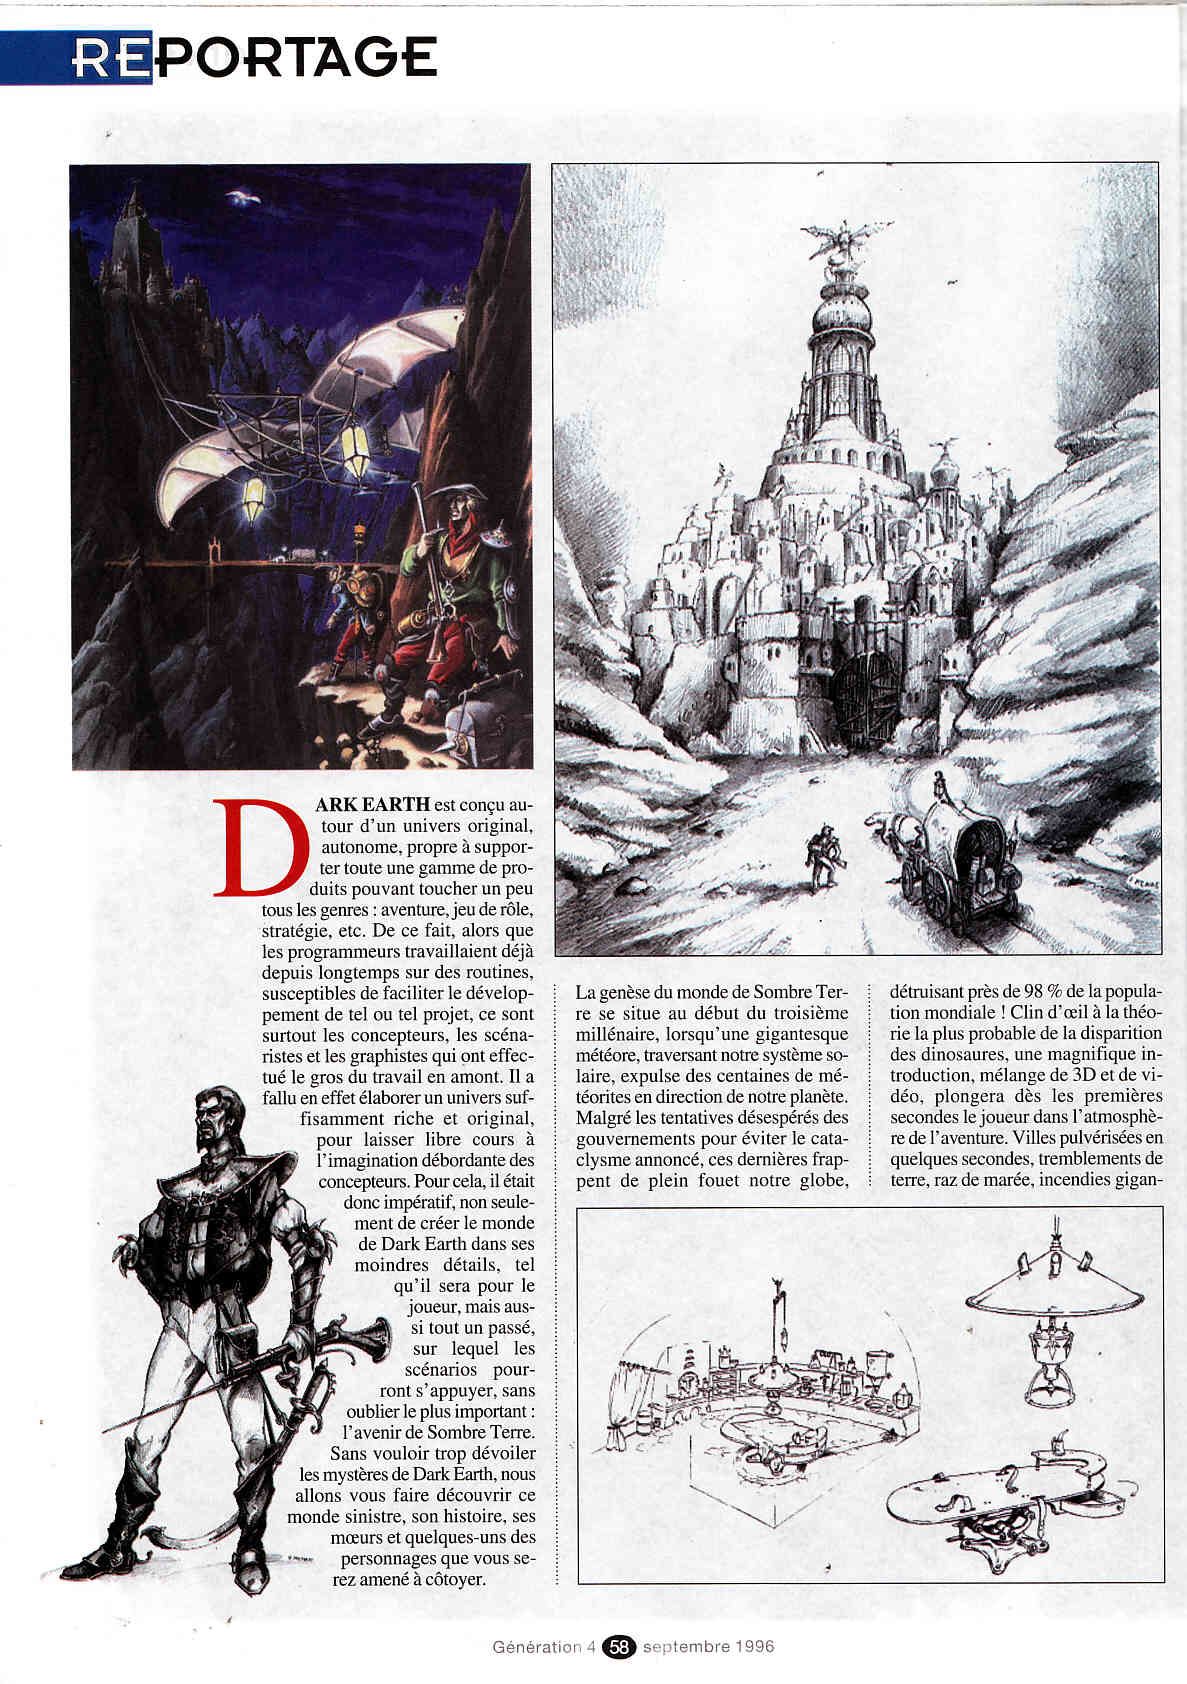 REPORTAGE
DARK EARTH est conçu au-
tour d'un univers original,
autonome, propre à suppor-
ter toute une gamme de pro-
duits pouvant toucher un peu
tous les genres : aventure, jeu de rôle,
stratégie, etc. De ce fait, alors que
les programmeurs travaillaient déjà
depuis longtemps sur des routines,
susceptibles de faciliter le dévelop-
pement de tel ou tel projet, ce sont
surtout les concepteurs, les scéna-
ristes et les graphistes qui ont effec-
tué le gros du travail en amont. Il a
fallu en effet élaborer un univers suf-
fisamment riche et original,
pour laisser libre cours à
l'imagination débordante des
concepteurs. Pour cela, il était
donc impératif, non seule-
ment de créer le monde
de Dark Earth dans ses
moindres détails, tel
qu'il sera pour le
joueur, mais aus-
si tout un passé,
sur lequel les
scénarios pour-
ront s'appuyer, sans
oublier le plus important :
l'avenir de Sombre Terre.
Sans vouloir trop dévoiler
les mystères de Dark Earth, nous
allons vous faire découvrir ce
monde sinistre, son histoire, ses
mœurs et quelques-uns des
personnages que vous se-
rez amené à côtoyer.
La genèse du monde de Sombre Ter-
re se situe au début du troisième
millénaire, lorsqu'une gigantesque
météore, traversant notre système so-
laire, expulse des centaines de mé-
téorites en direction de notre planète.
Malgré les tentatives désespérés des
gouvernements pour éviter le cata-
clysme annoncé, ces dernières frap-
pent de plein fouet notre globe,
détruisant près de 98 % de la popula-
tion mondiale ! Clin d'œil à la théo-
rie la plus probable de la disparition
des dinosaures, une magnifique in-
troduction, mélange de 3D et de vi-
déo, plongera dès les premières
secondes le joueur dans l'atmosphè-
re de l'aventure. Villes pulvérisées en
quelques secondes, tremblements de
terre, raz de marée, incendies gigan-
Génération 4 58 septembre 1996